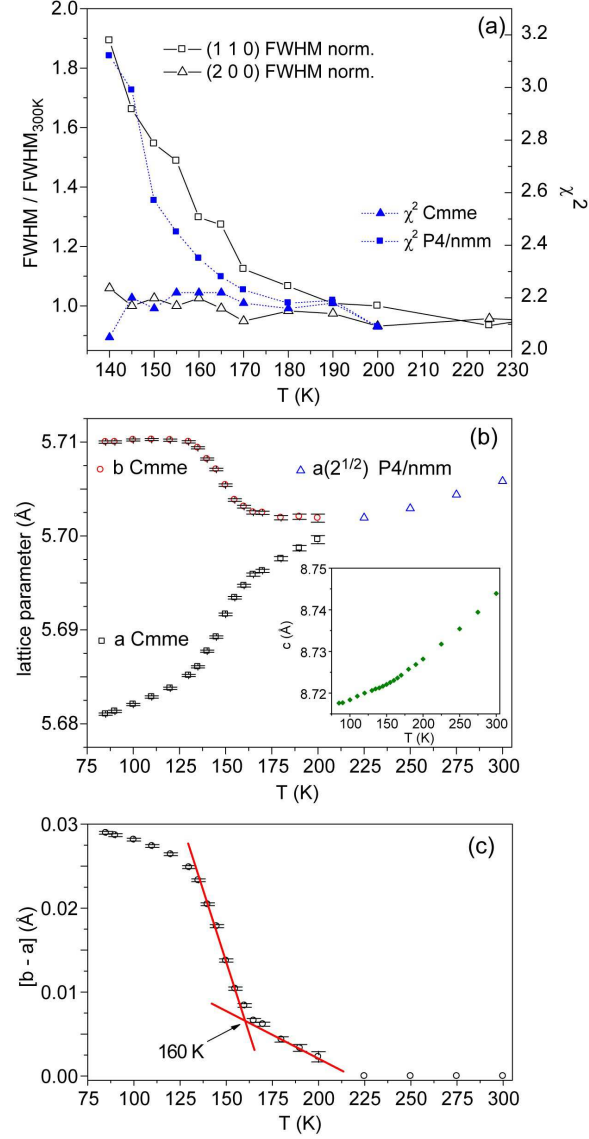 (a)
2.0
1.8
1.6
1.4
1.2
1.0
FWHM / FWHM300K
3.2
3.0
2.8
2.6
2.4
2.2
2.0
χ2
(1 1 0) FWHM norm.
(2 0 0) FWHM norm.
χ2 Cmme
χ2 P4/nmm
140 150 160 170 180 190 200 210 220 230
T (K)
(b)
5.71
5.70
5.69
5.68
lattice parameter (Å)
b Cmme
a(21/2) P4/nmm
a Cmme
8.75
8.74
8.73
8.72
c (Å)
100 150 200 250 300
T (K)
75 100 125 150 175 200 225 250 275 300
T (K)
(c)
0.03
0.02
0.01
0.00
[b - a] (Å)
160 K
75 100 125 150 175 200 225 250 275 300
T (K)